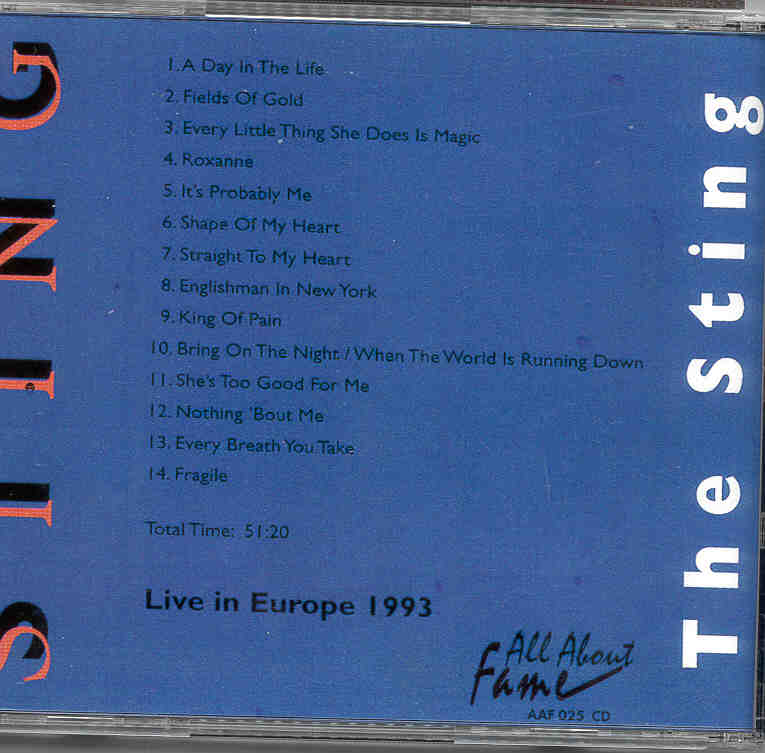 STING
1. A Day In The Life
2. Fields Of Gold
3. Every Little Thing She Does Is Magic
4. Roxanne
5. It's Probably Me
6. Shape Of My Heart
7. Straight To My Heart
8. Englishman In New York
9. King Of Pain
10. Bring On The Night / When The World Is Running Down
11. She's Too Good For Me
12. Nothing 'Bout Me
13. Every Breath You Take
14. Fragile
Total Time: 51:20
Live in Europe 1993
All About
Fame
AAF 025 CD
The sting